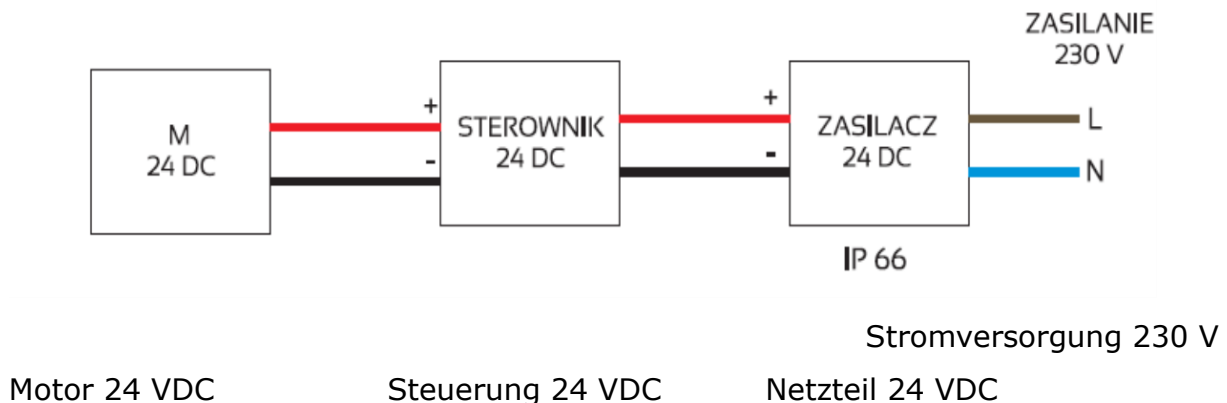 ZASILANIE
230 V
M
24 DC
+
-
STEROWNIK
24 DC
+
-
ZASILACZ
24 DC
L
N
IP 66
Stromversorgung 230 V
Motor 24 VDC
Steuerung 24 VDC
Netzteil 24 VDC